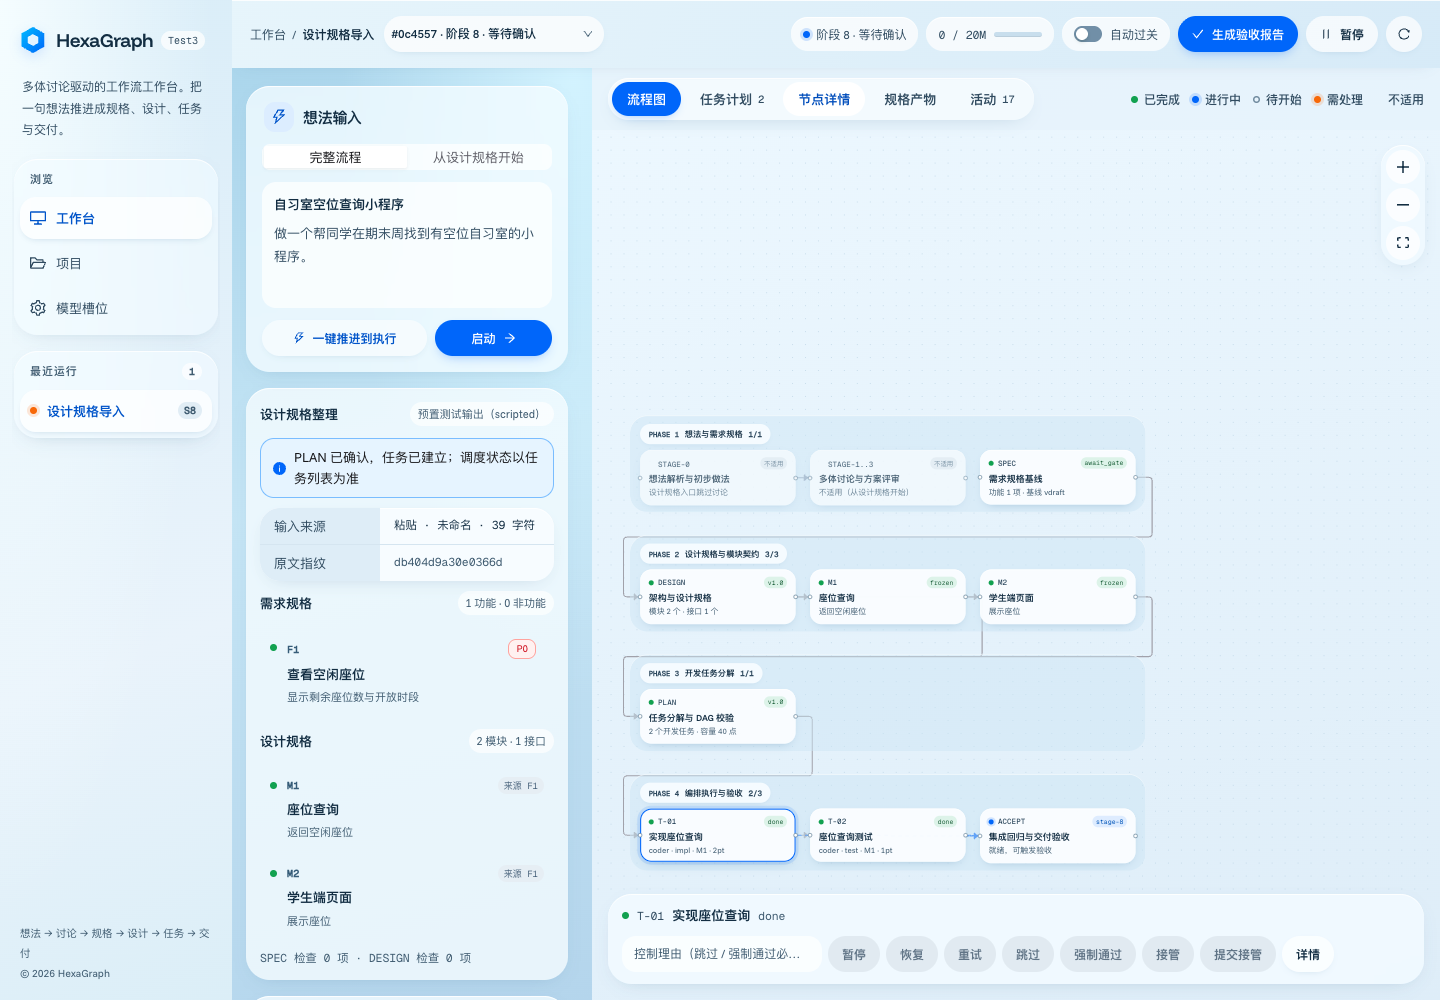 HexaGraph Test3
多体讨论驱动的工作流工作台。把
一句想法推进成规格、设计、任务
与交付。
浏览
工作台
项目
模型槽位
最近运行 1
设计规格导入 S8
想法 → 讨论 → 规格 → 设计 → 任务 → 交
付
© 2026 HexaGraph
工作台 / 设计规格导入
#0c4557 · 阶段 8 · 等待确认
阶段 8 · 等待确认
0 / 20M
自动过关
生成验收报告
暂停
想法输入
完整流程 从设计规格开始
自习室空位查询小程序
做一个帮同学在期末周找到有空位自习室的小
程序。
一键推进到执行 启动
设计规格整理 预置测试输出（scripted）
PLAN 已确认，任务已建立；调度状态以任
务列表为准
输入来源 粘贴 · 未命名 · 39 字符
原文指纹 db404d9a30e0366d
需求规格 1 功能 · 0 非功能
F1 P0
查看空闲座位
显示剩余座位数与开放时段
设计规格 2 模块 · 1 接口
M1 来源 F1
座位查询
返回空闲座位
M2 来源 F1
学生端页面
展示座位
SPEC 检查 0 项 · DESIGN 检查 0 项
流程图 任务计划 2 节点详情 规格产物 活动 17
已完成 进行中 待开始 需处理 不适用
PHASE 1 想法与需求规格 1/1
STAGE-0 不适用
想法解析与初步做法
设计规格入口跳过讨论
STAGE-1..3 不适用
多体讨论与方案评审
不适用（从设计规格开始）
SPEC await_gate
需求规格基线
功能 1 项 · 基线 vdraft
PHASE 2 设计规格与模块契约 3/3
DESIGN v1.0
架构与设计规格
模块 2 个 · 接口 1 个
M1 frozen
座位查询
返回空闲座位
M2 frozen
学生端页面
展示座位
PHASE 3 开发任务分解 1/1
PLAN v1.0
任务分解与 DAG 校验
2 个开发任务 · 容量 40 点
PHASE 4 编排执行与验收 2/3
T-01 done
实现座位查询
coder · impl · M1 · 2pt
T-02 done
座位查询测试
coder · test · M1 · 1pt
ACCEPT stage-8
集成回归与交付验收
就绪，可触发验收
T-01 实现座位查询 done
控制理由（跳过 / 强制通过必... 暂停 恢复 重试 跳过 强制通过 接管 提交接管 详情